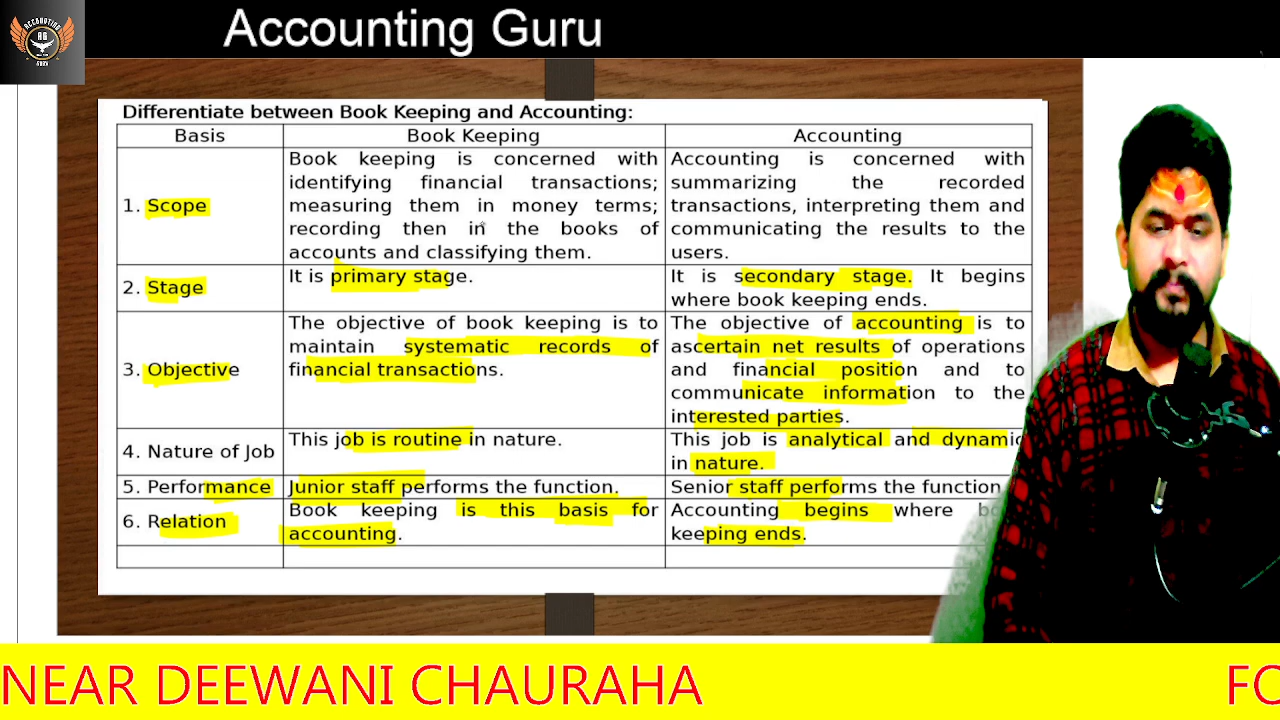 Accounting Guru
ACCOUNTING
AG
GURU
Differentiate between Book Keeping and Accounting:
Basis
Book Keeping
Accounting
1. Scope
Book keeping is concerned with
identifying financial transactions;
measuring them in money terms;
recording then in the books of
accounts and classifying them.
Accounting is concerned with
summarizing the recorded
transactions, interpreting them and
communicating the results to the
users.
2. Stage
It is primary stage.
It is secondary stage. It begins
where book keeping ends.
3. Objective
The objective of book keeping is to
maintain systematic records of
financial transactions.
The objective of accounting is to
ascertain net results of operations
and financial position and to
communicate information to the
interested parties.
4. Nature of Job
This job is routine in nature.
This job is analytical and dynamic
in nature.
5. Performance
Junior staff performs the function.
Senior staff performs the function
6. Relation
Book keeping is this basis for
accounting.
Accounting begins where
keeping ends.
NEAR DEEWANI CHAURAHA
FO